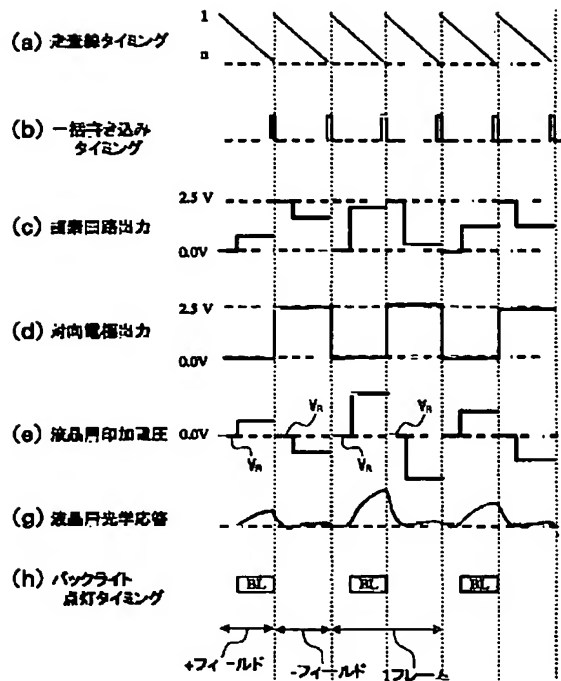 1
(a) 走査線タイミング
n
(b) 一括書き込み
タイミング
2.5 V
(c) 画素回路出力
0.0V
2.5 V
(d) 対向電極出力
0.0V
V_R V_R
(e) 液晶層印加電圧 0.0V
V_R V_R
(g) 液晶層光学応答
(h) バックライト
点灯タイミング
BL BL BL
+フィールド -フィールド 1フレーム